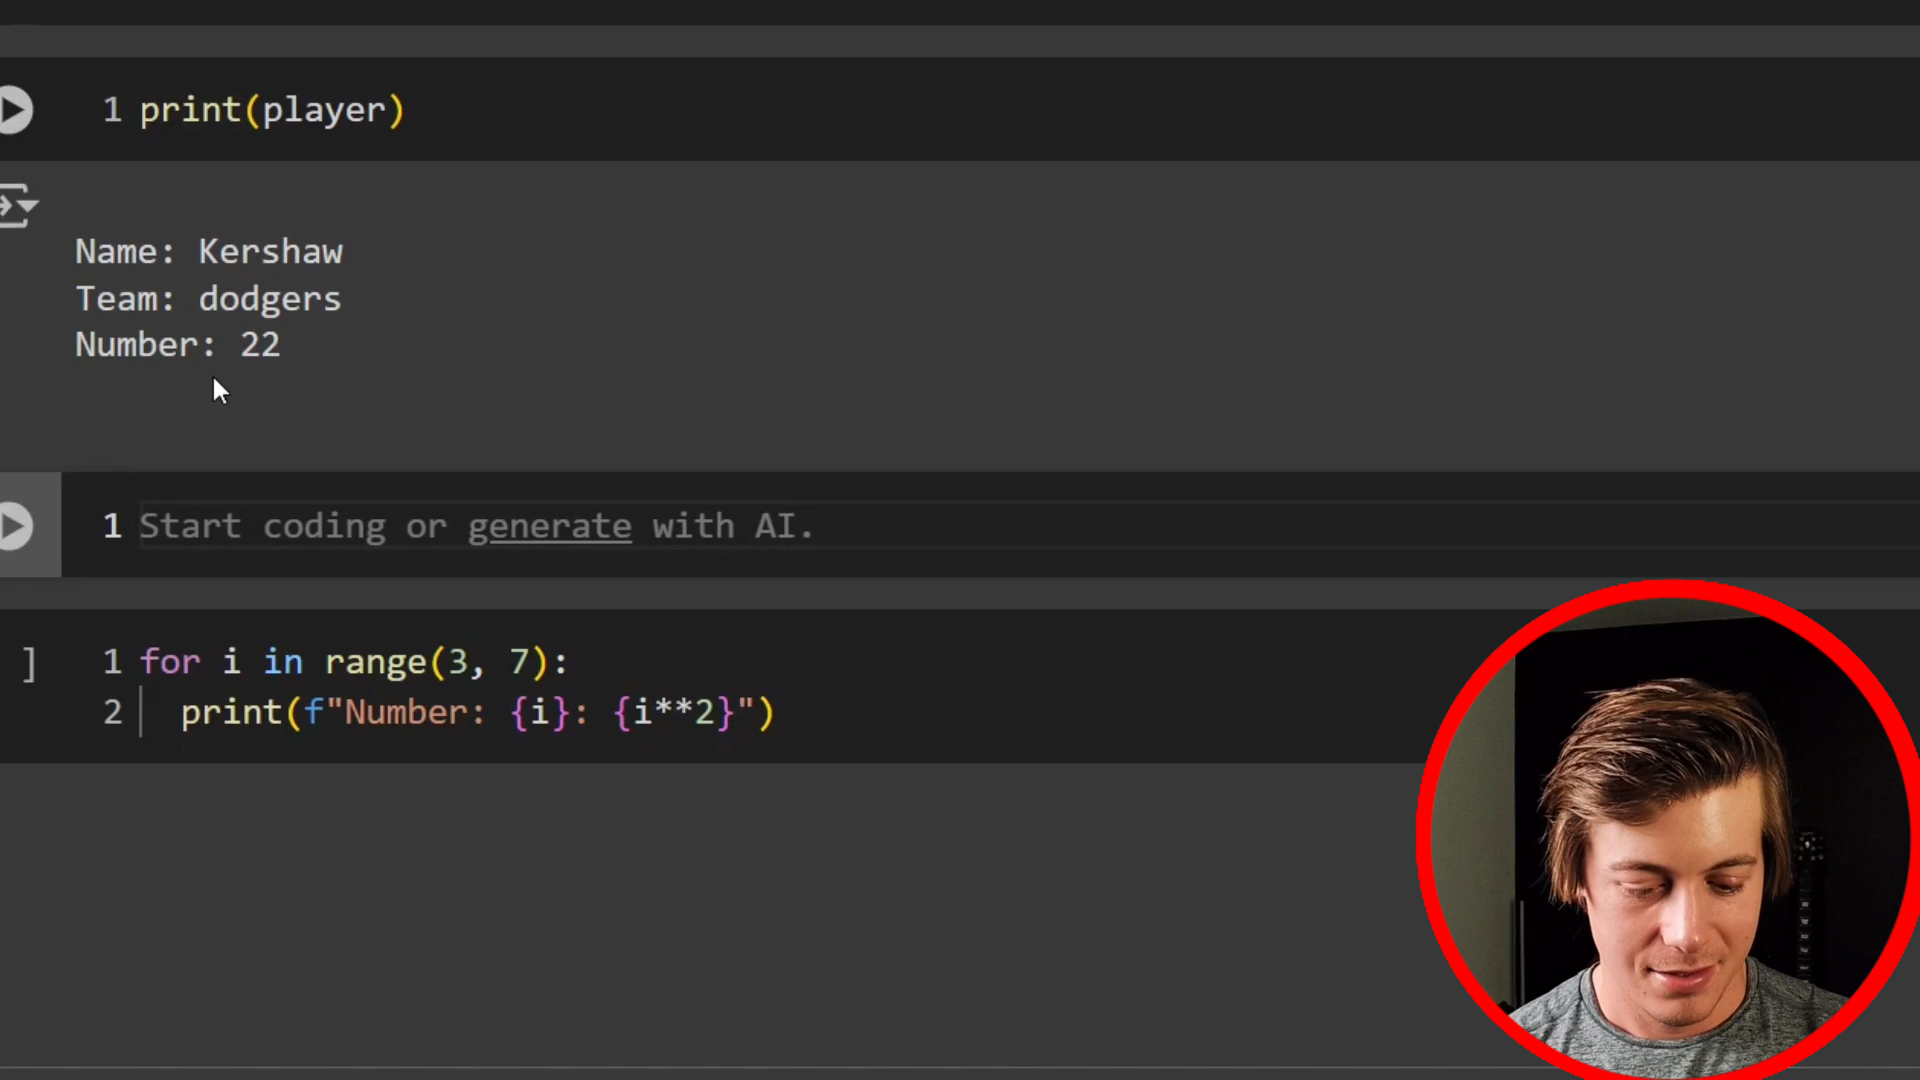 1 print(player)
Name: Kershaw
Team: dodgers
Number: 22
1 Start coding or generate with AI.
] 1 for i in range(3, 7):
2 print(f"Number: {i}: {i**2}")